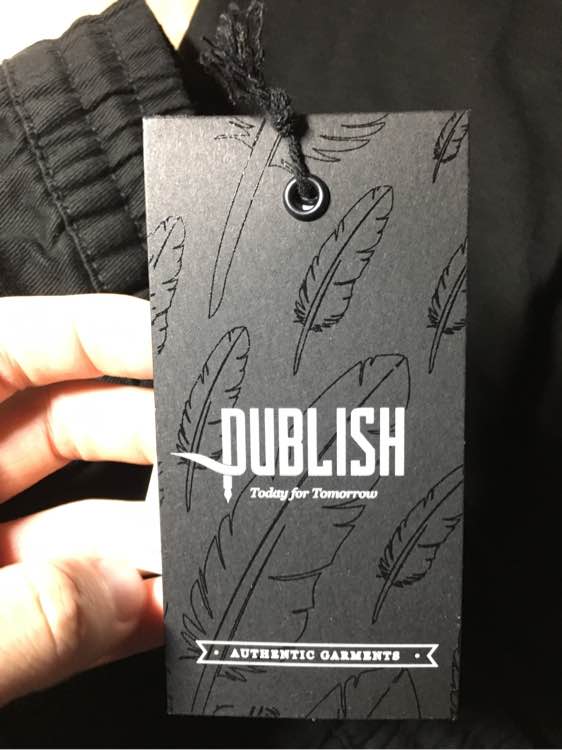 PUBLISH
Today for Tomorrow
· AUTHENTIC GARMENTS ·